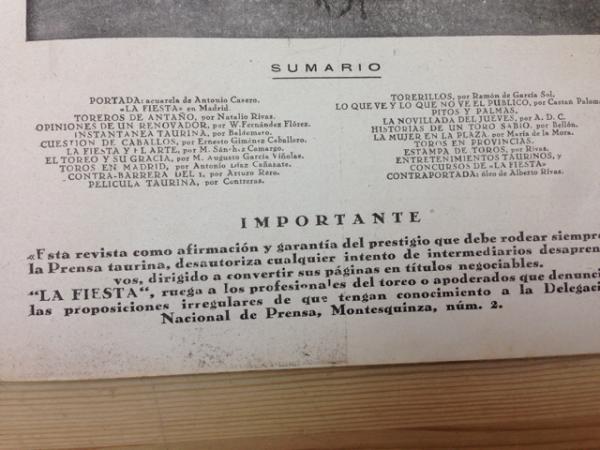 SUMARIO
PORTADA: acuarela de Antonio Casero.
«LA FIESTA» en Madrid.
TOREROS DE ANTAÑO, por Natalio Rivas.
OPINIONES DE UN RENOVADOR, por W. Fernández Flórez.
INSTANTANEA TAURINA, por Baldomero.
CUESTION DE CABALLOS, por Ernesto Giménez Caballero.
LA FIESTA Y EL ARTE, por M. Sánchez Camargo.
EL TOREO Y SU GRACIA, por M. Augusto García Viñolas.
TOROS EN MADRID, por Antonio Díaz Cañabate.
CONTRA-BARRERA DEL 1, por Arturo
PELICULA TAURINA, por Contreras.
TORERILLOS, por Ramón de García Sol.
LO QUE VE Y LO QUE NO VE EL PUBLICO, por Castan Palom
PITOS Y PALMAS.
LA NOVILLADA DEL JUEVES, por A. D. C.
HISTORIAS DE UN TORO SABIO, por Bellón.
LA MUJER EN LA PLAZA, por María de la Mora.
TOROS EN PROVINCIAS.
ESTAMPA DE TOROS, por Rivas.
ENTRETENIMIENTOS TAURINOS, y
CONCURSOS DE «LA FIESTA»
CONTRAPORTADA: óleo de Alberto Rivas.
IMPORTANTE
«Esta revista como afirmación y garantía del prestigio que debe rodear siempre
la Prensa taurina, desautoriza cualquier intento de intermediarios desapren
vos, dirigido a convertir sus páginas en títulos negociables.
"LA FIESTA", ruega a los profesionales del toreo o apoderados que denunci
las proposiciones irregulares de que tengan conocimiento a la Delegaci
Nacional de Prensa, Montesquinza, núm. 2.